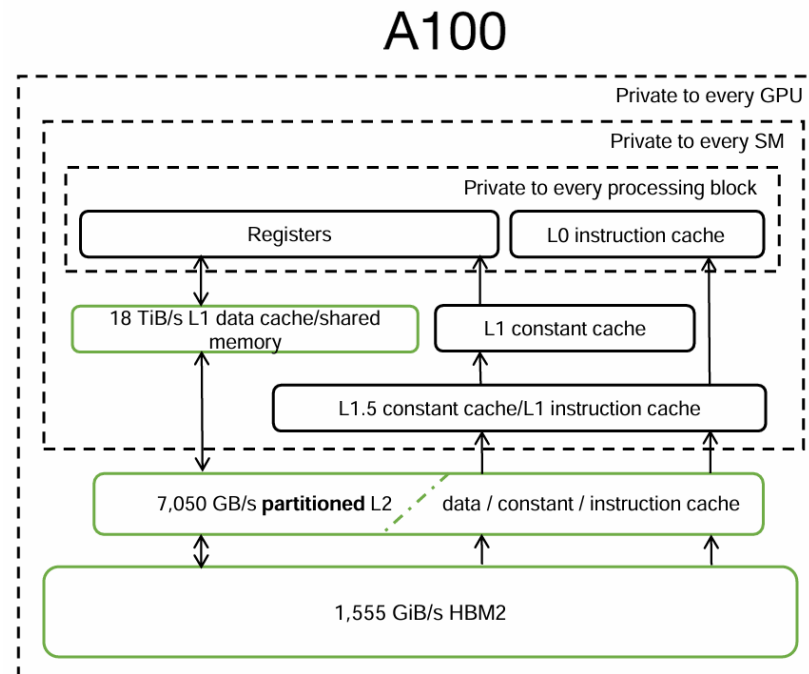 A100
Private to every GPU
Private to every SM
Private to every processing block
Registers
L0 instruction cache
18 TiB/s L1 data cache/shared
memory
L1 constant cache
L1.5 constant cache/L1 instruction cache
7,050 GB/s partitioned L2 data / constant / instruction cache
1,555 GiB/s HBM2